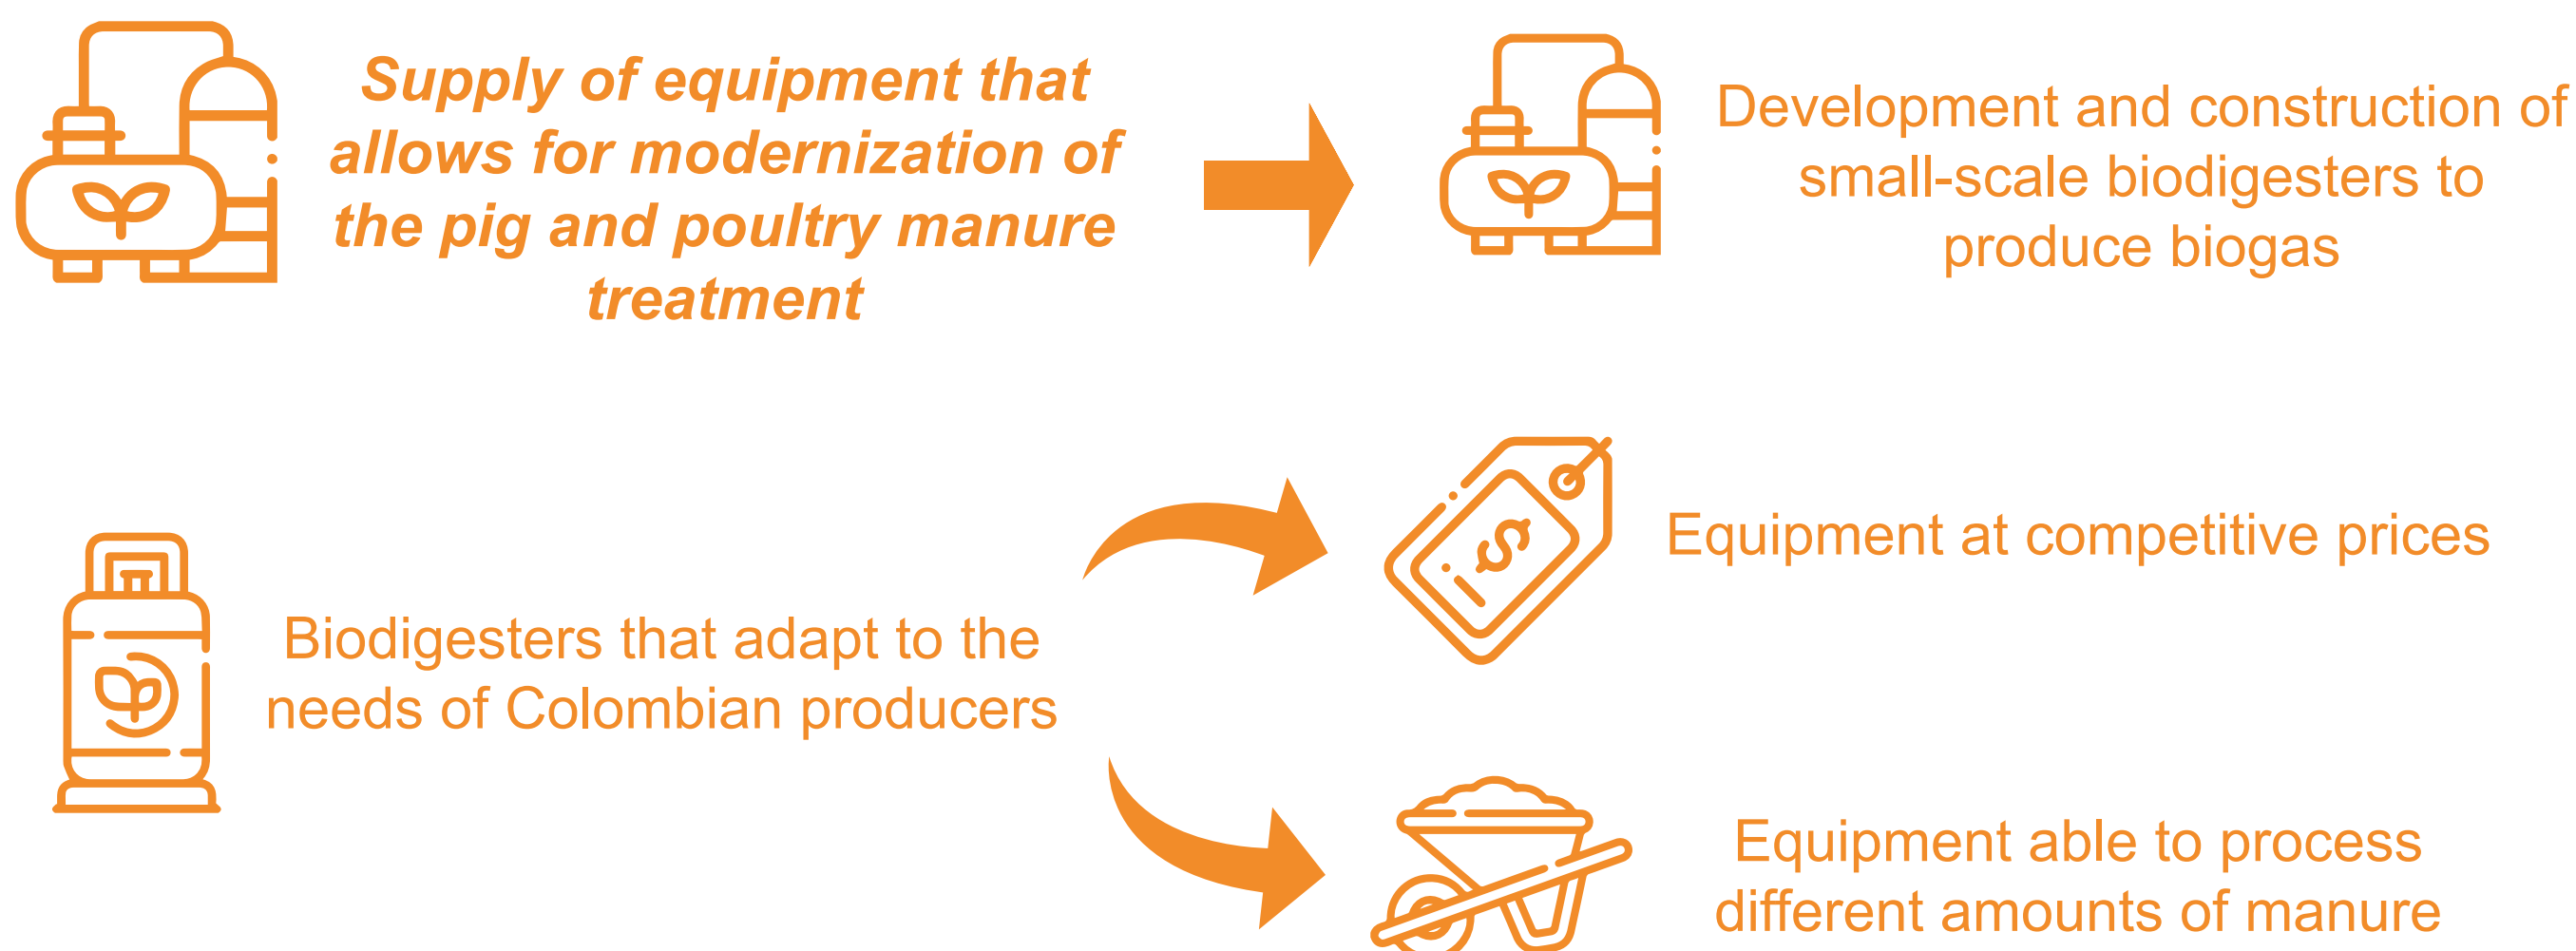 Supply of equipment that
allows for modernization of
the pig and poultry manure
treatment
Development and construction of
small-scale biodigesters to
produce biogas
Biodigesters that adapt to the
needs of Colombian producers
$
Equipment at competitive prices
Equipment able to process
different amounts of manure